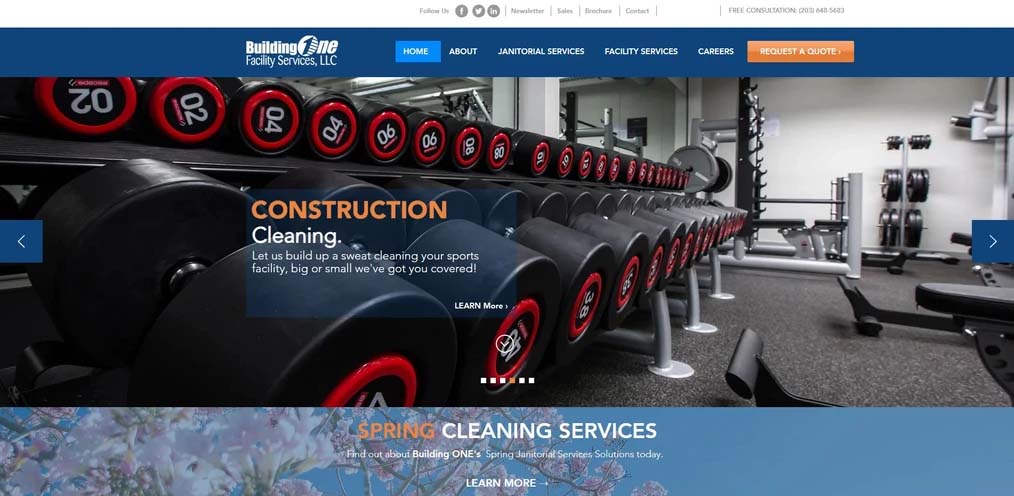 Follow Us
Newsletter
Sales
Brochure
Contact
FREE CONSULTATION: (203) 648-5683
BuildingOne
Facility Services, LLC
HOME
ABOUT
JANITORIAL SERVICES
FACILITY SERVICES
CAREERS
REQUEST A QUOTE ›
02
02
04
04
06
06
08
08
CONSTRUCTION
Cleaning.
Let us build up a sweat cleaning your sports
facility, big or small we've got you covered!
LEARN More ›
38
SPRING CLEANING SERVICES
Find out about Building ONE's Spring Janitorial Services Solutions today.
LEARN MORE →